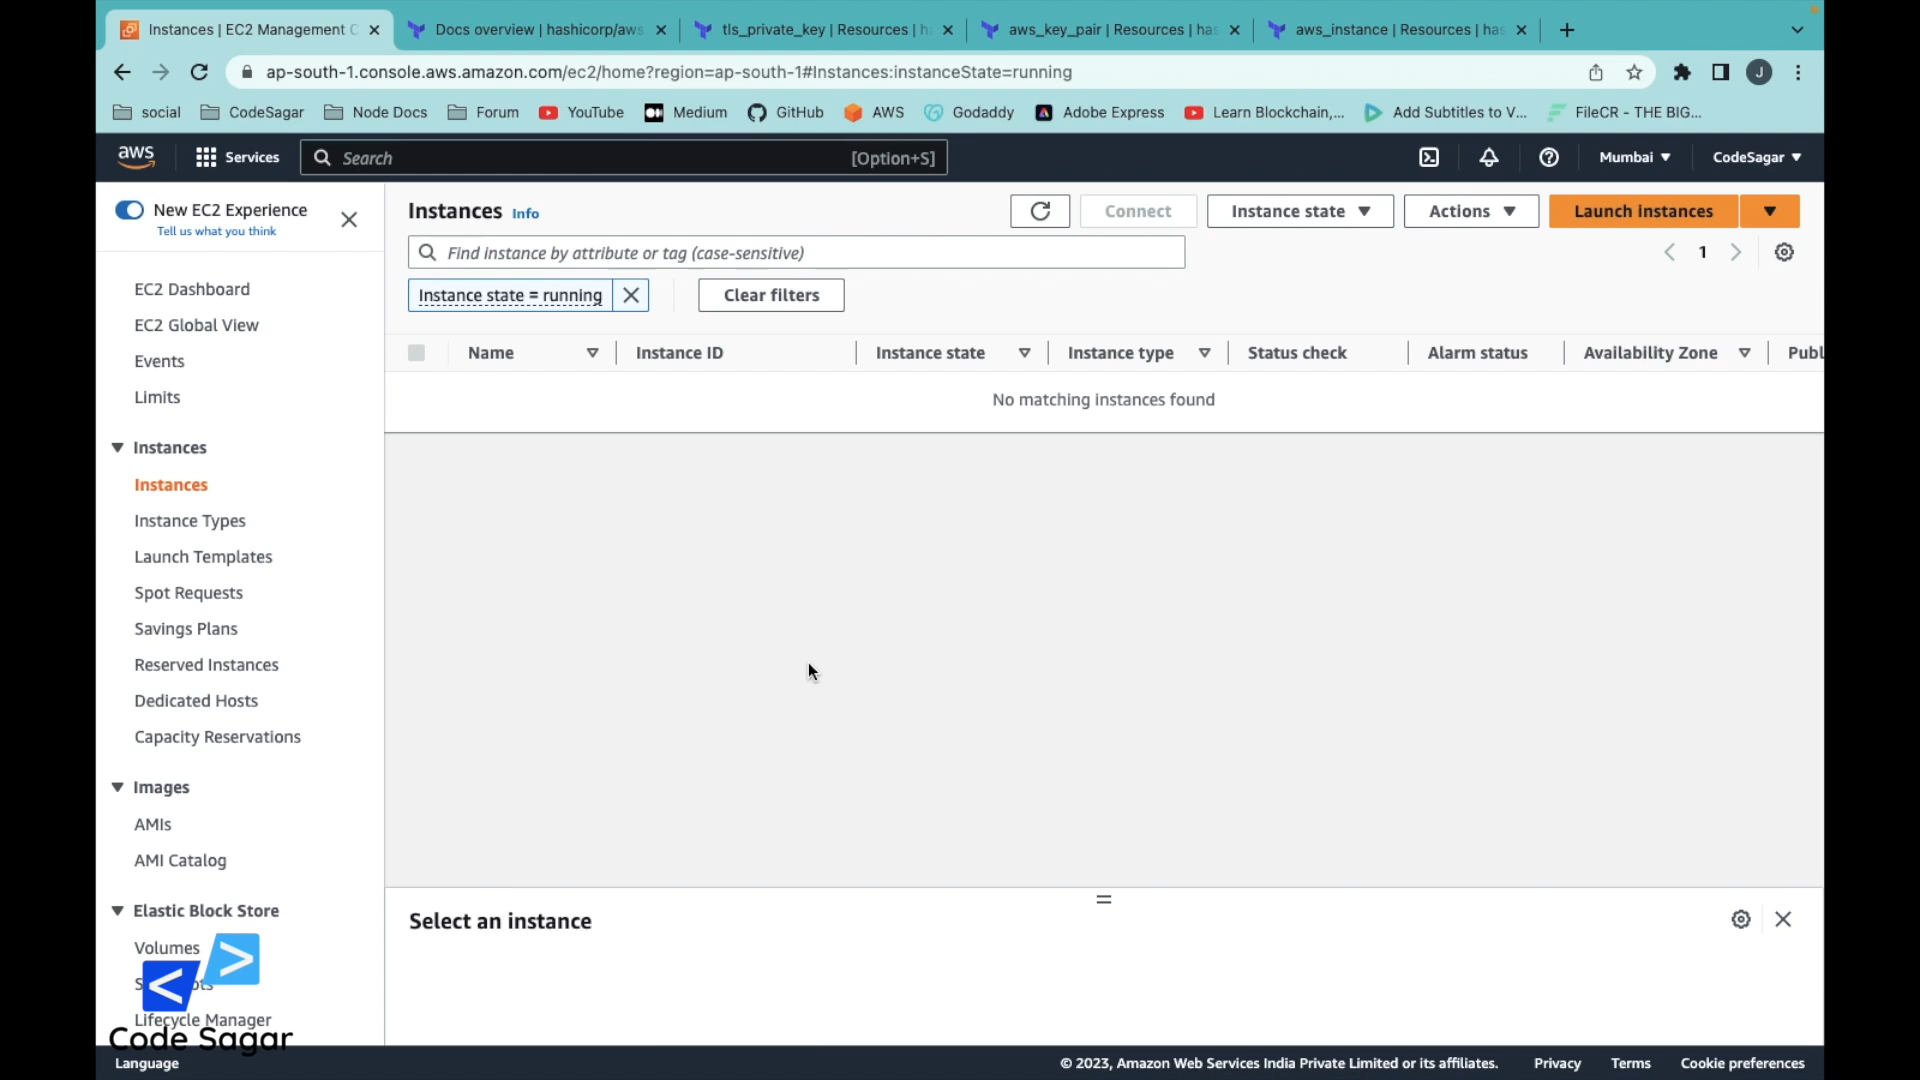 Instances | EC2 Management C
Docs overview | hashicorp/aws
tls_private_key | Resources | h
aws_key_pair | Resources | has
aws_instance | Resources | has
ap-south-1.console.aws.amazon.com/ec2/home?region=ap-south-1#Instances:instanceState=running
J
social
CodeSagar
Node Docs
Forum
YouTube
Medium
GitHub
AWS
Godaddy
Adobe Express
Learn Blockchain,...
Add Subtitles to V...
FileCR - THE BIG...
aws
Services
Search
[Option+S]
Mumbai
CodeSagar
New EC2 Experience
Tell us what you think
EC2 Dashboard
EC2 Global View
Events
Limits
Instances
Instances
Instance Types
Launch Templates
Spot Requests
Savings Plans
Reserved Instances
Dedicated Hosts
Capacity Reservations
Images
AMIs
AMI Catalog
Elastic Block Store
Volumes
Lifecycle Manager
Code Sagar
Instances Info
Connect
Instance state
Actions
Launch instances
Find instance by attribute or tag (case-sensitive)
1
Instance state = running
Clear filters
Name
Instance ID
Instance state
Instance type
Status check
Alarm status
Availability Zone
Publ
No matching instances found
Select an instance
Language
© 2023, Amazon Web Services India Private Limited or its affiliates.
Privacy
Terms
Cookie preferences